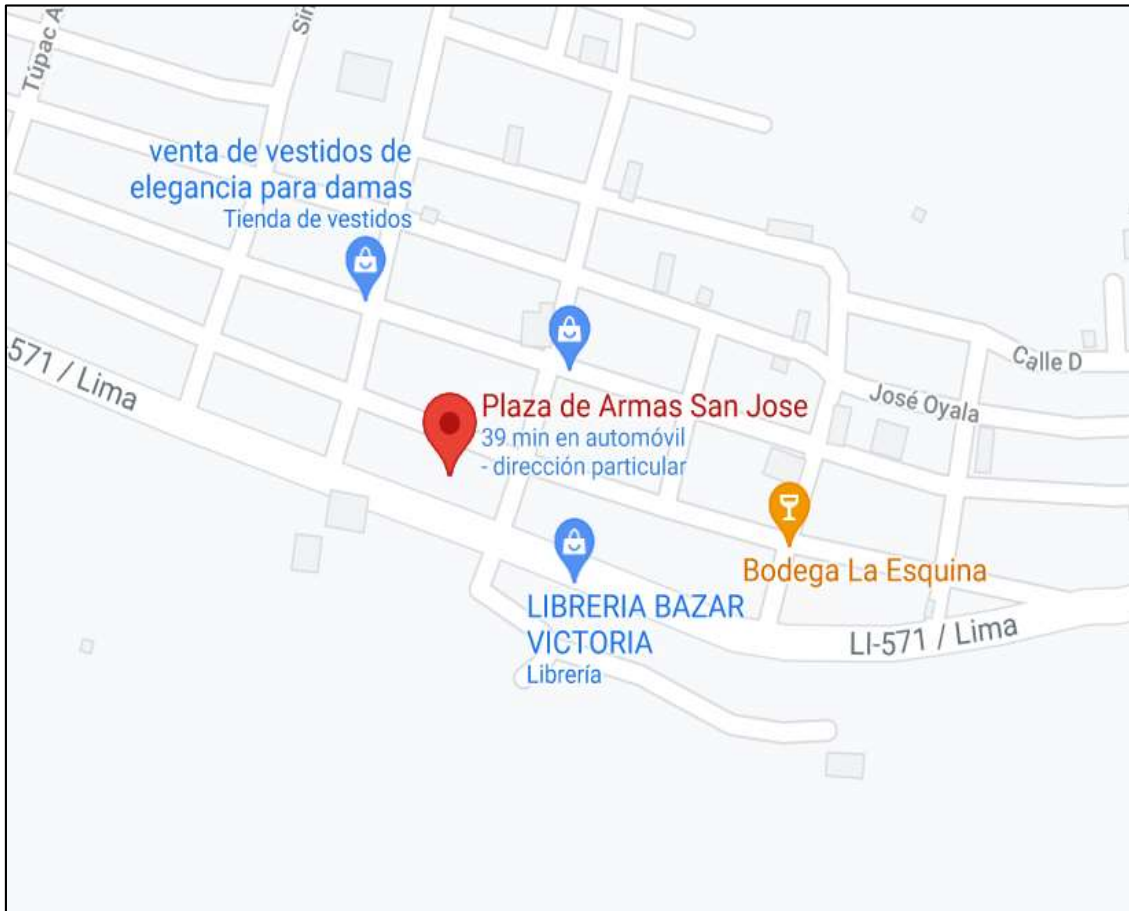 Túpac A
Sin
venta de vestidos de
elegancia para damas
Tienda de vestidos
571 / Lima
Calle D
José Oyala
Plaza de Armas San Jose
39 min en automóvil
- dirección particular
Bodega La Esquina
LIBRERIA BAZAR
VICTORIA
Librería
LI-571 / Lima